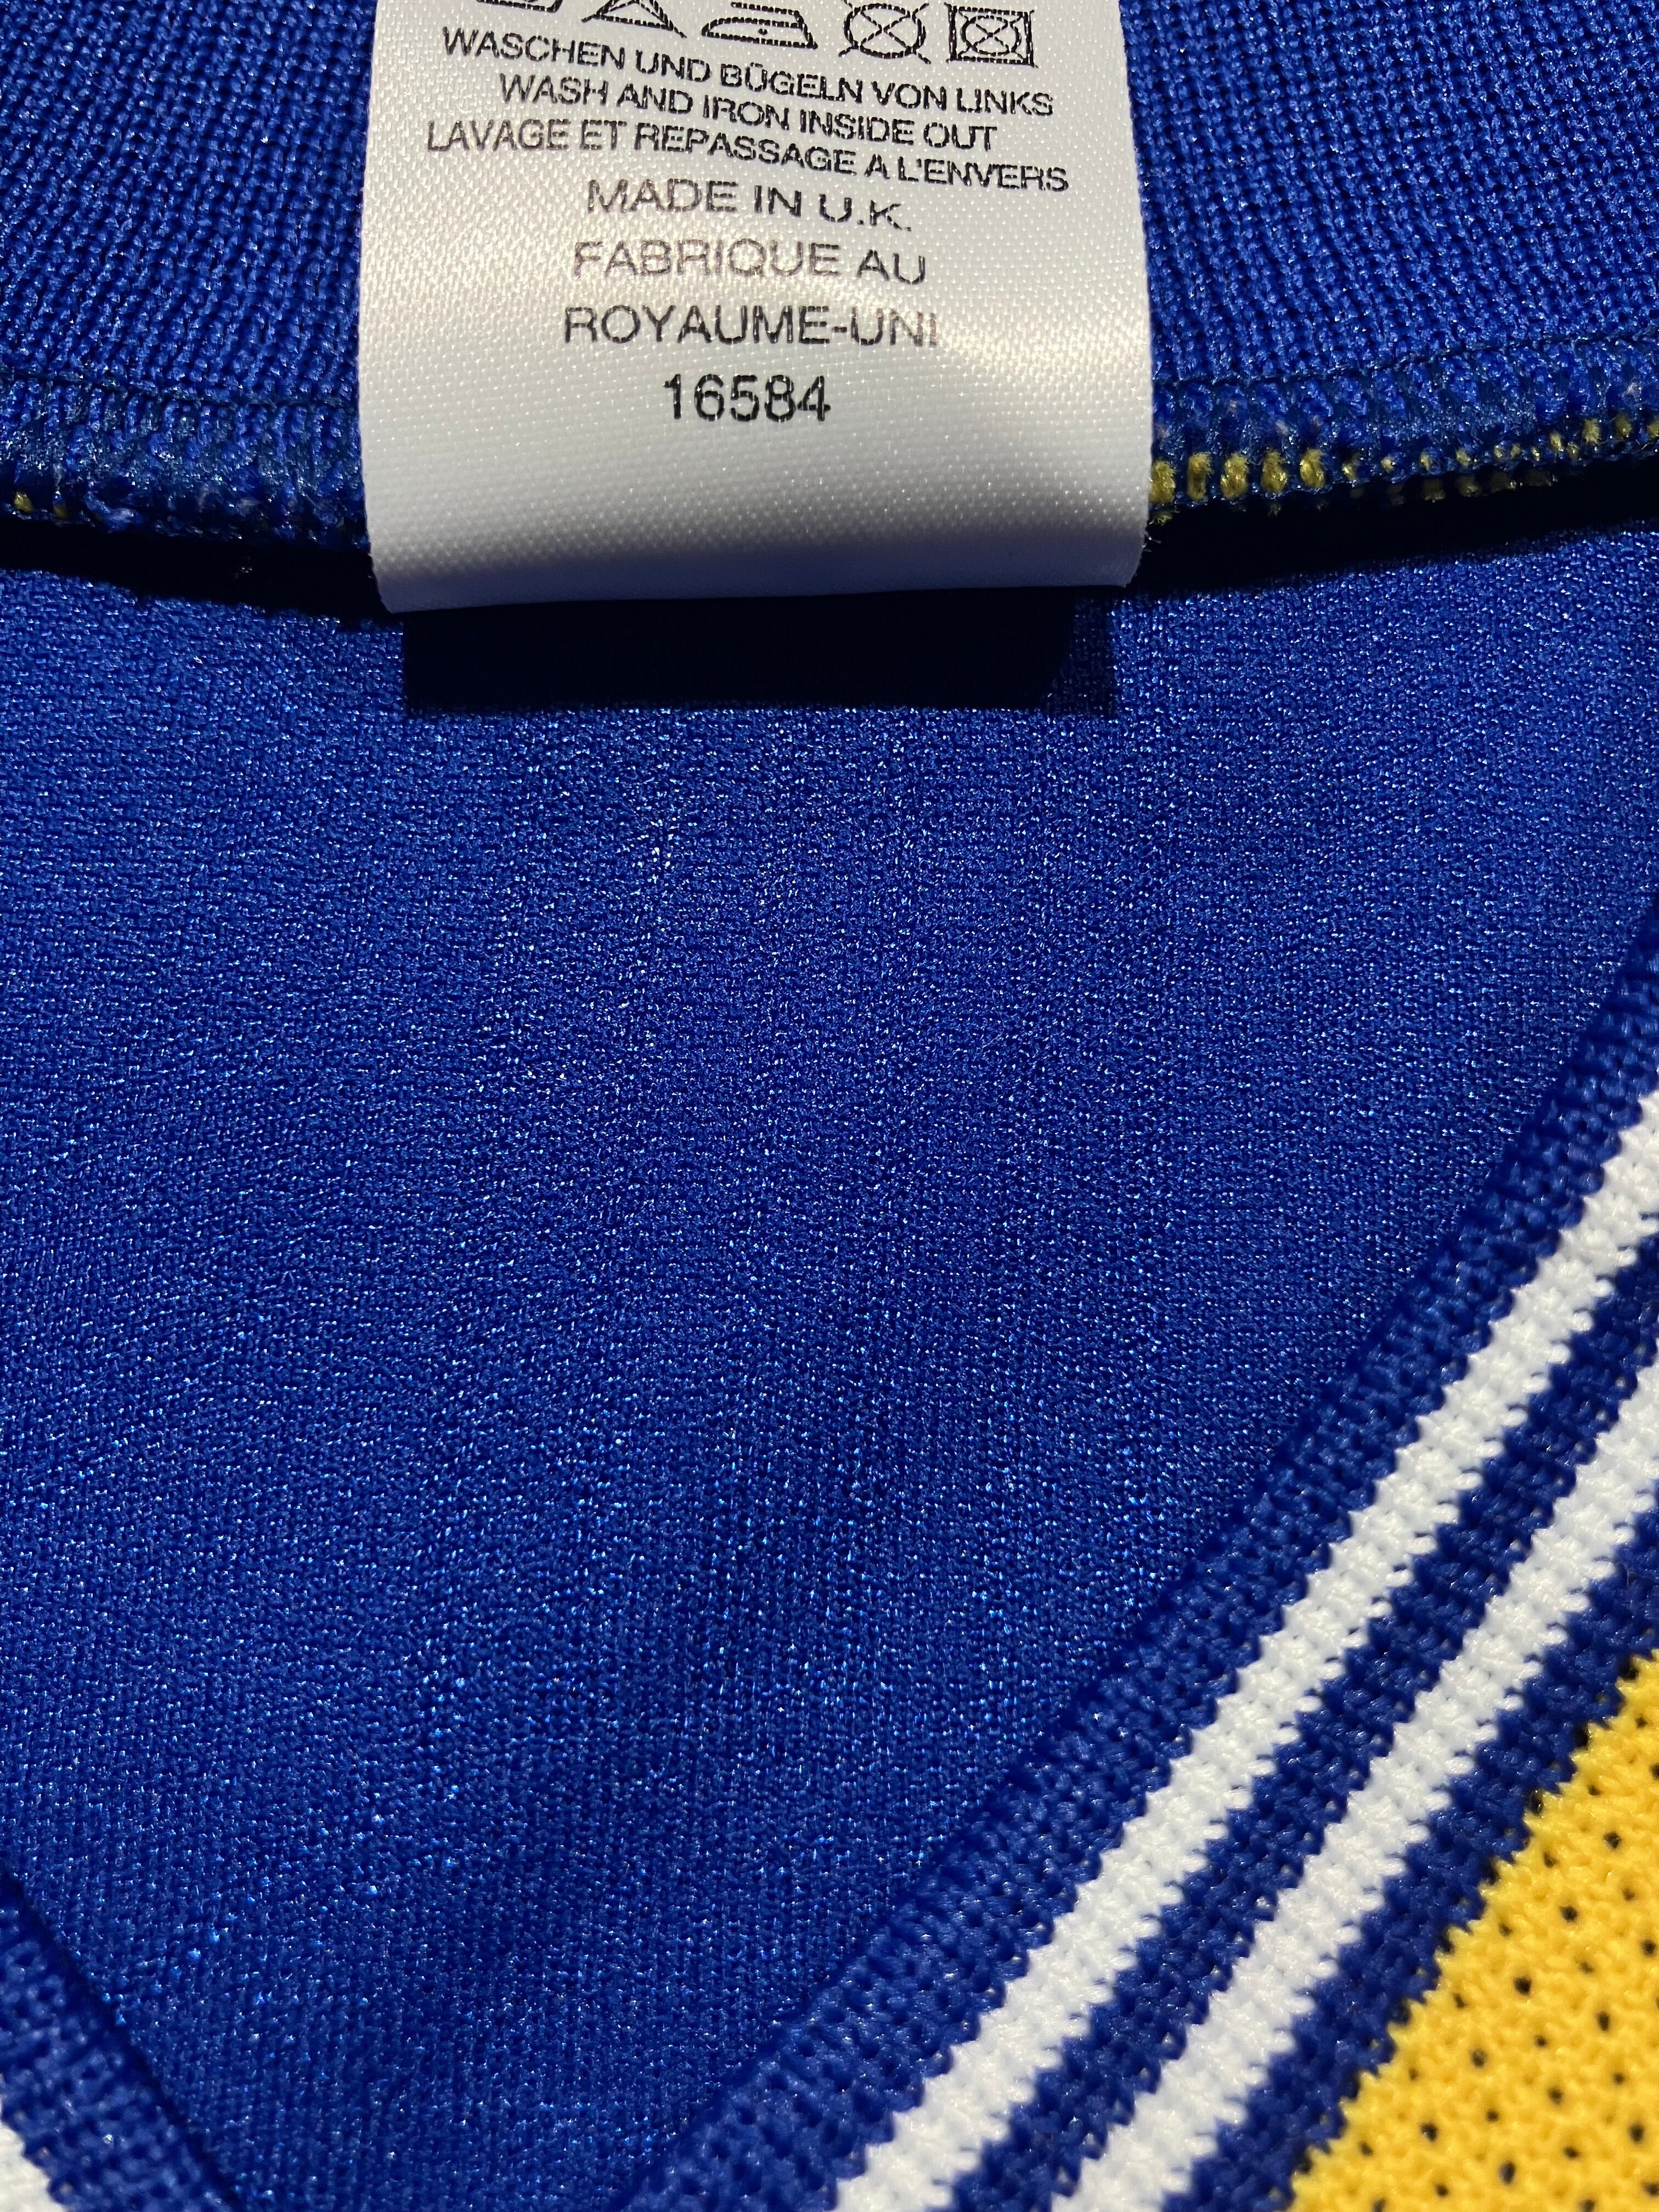 WASCHEN UND BÜGELN VON LINKS
WASH AND IRON INSIDE OUT
LAVAGE ET REPASSAGE A L'ENVERS
MADE IN U.K.
FABRIQUE AU
ROYAUME-UNI
16584